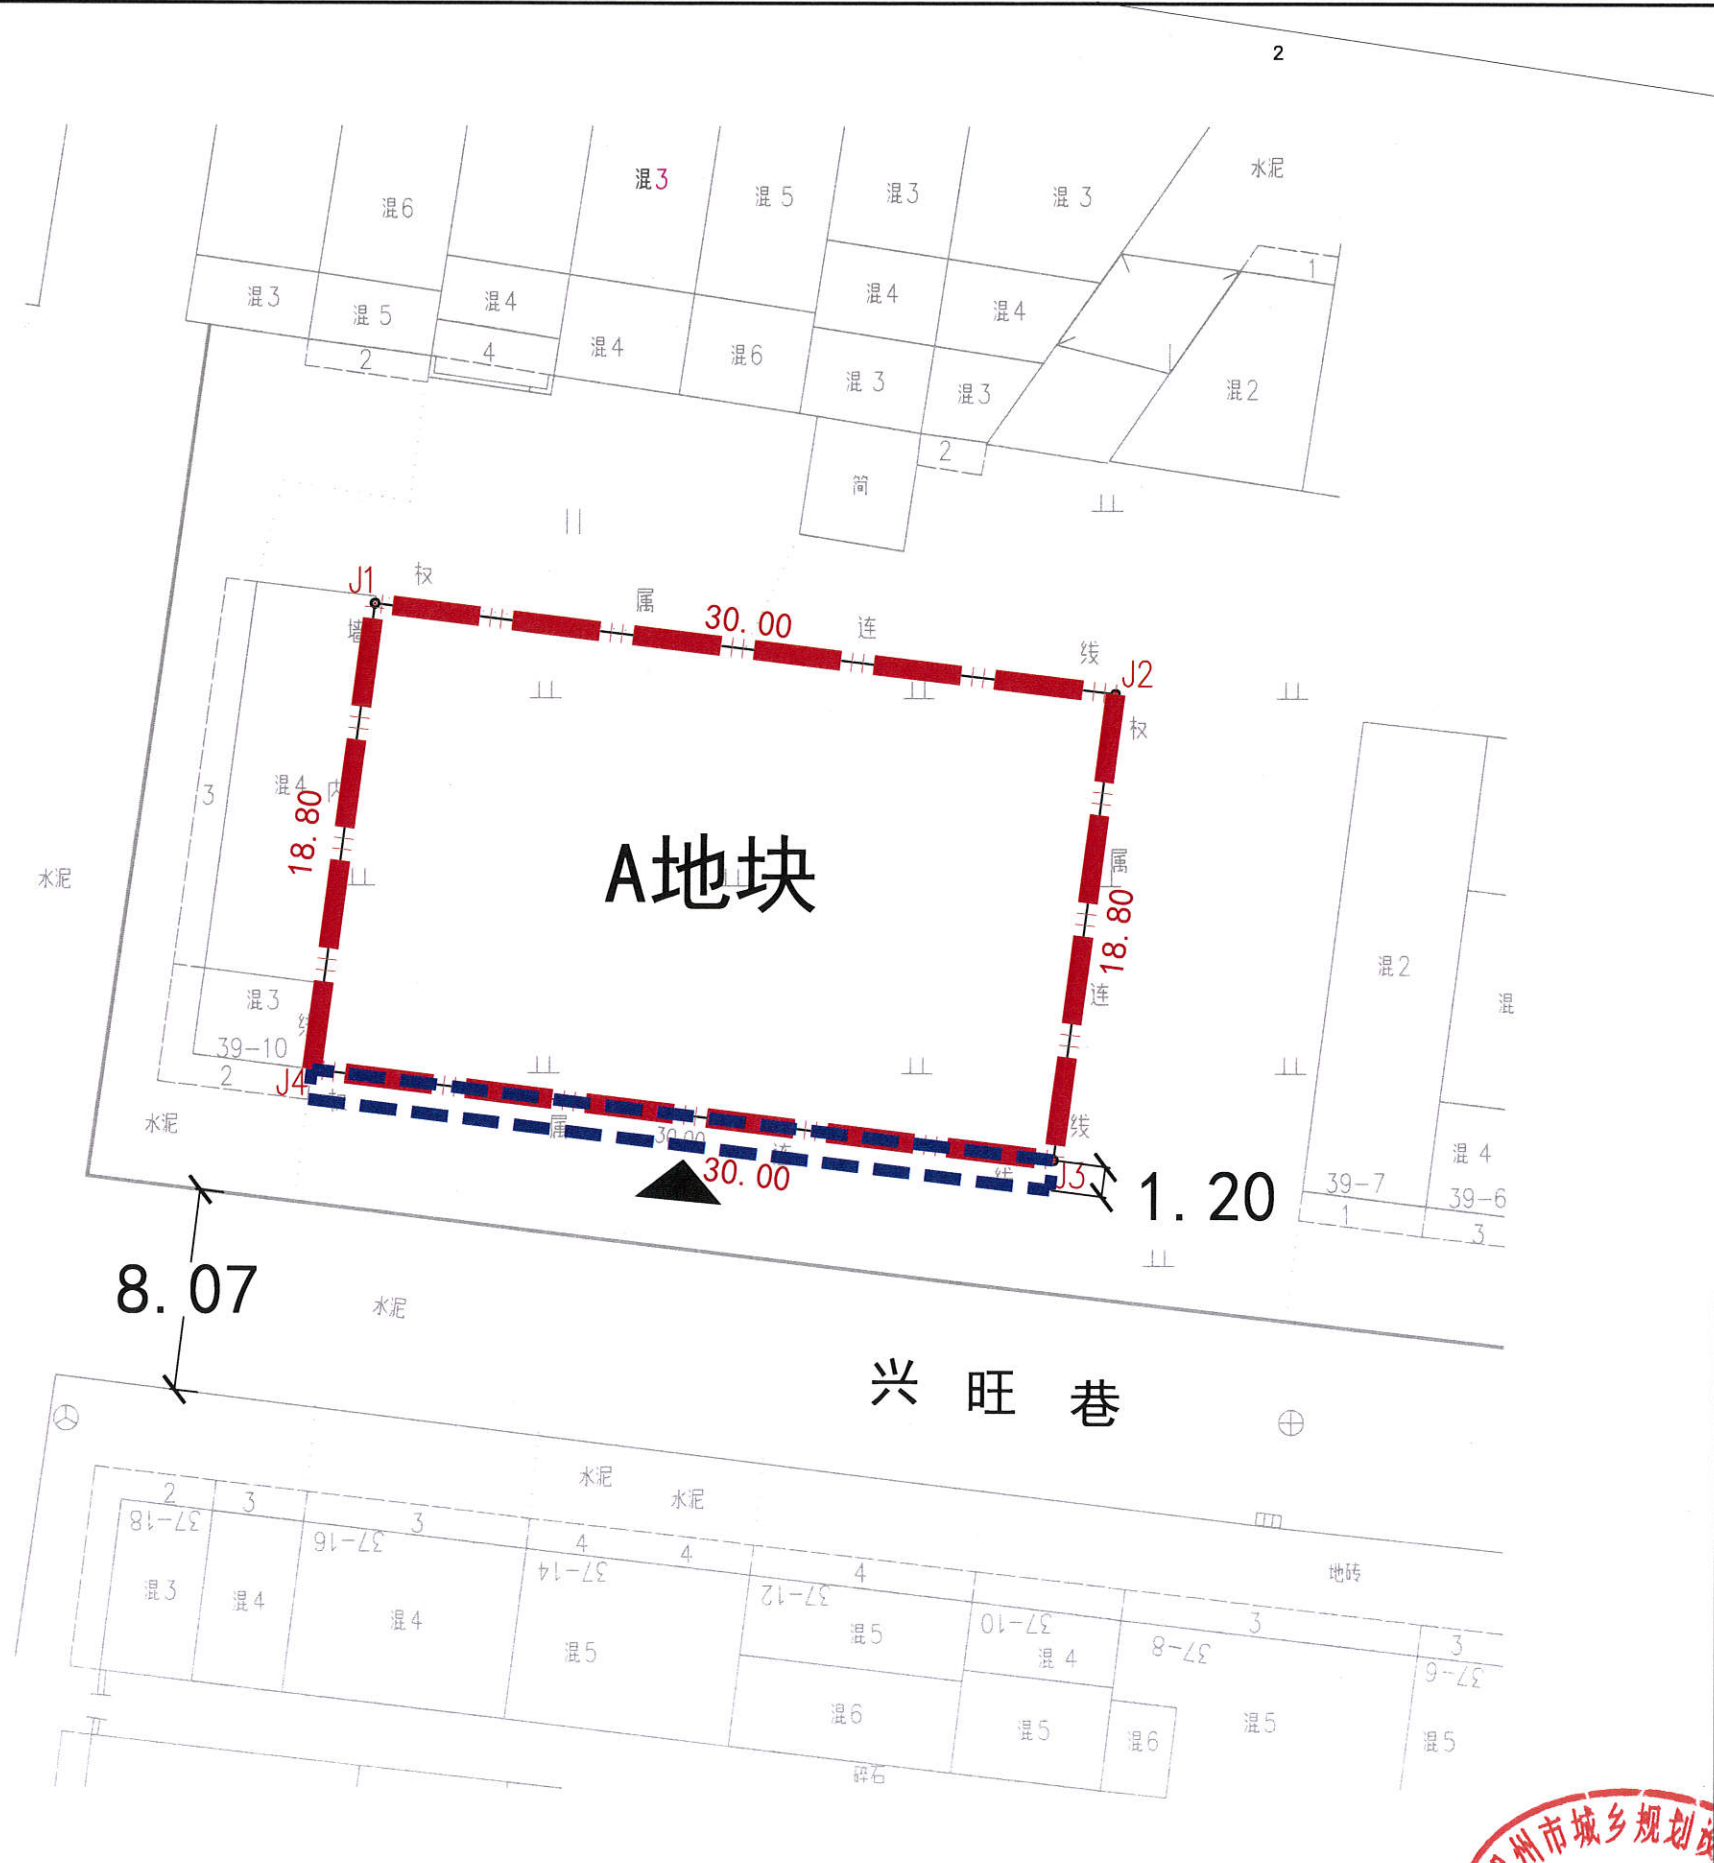 2
水泥
混3
混5
混3
混3
混6
1
混3
混5
混4
混4
混4
2
4
混4
混6
混3
混3
混2
2
简
J1
权
属
30.00
连
线
J2
墙
权
混4
内
3
18.80
A地块
属
水泥
18.80
混2
连
混3
混
39-10
2
J4
属
水泥
30.00
线
混4
30.00
J3
1.20
39-7
39-6
1
3
8.07
水泥
兴旺巷
水泥
水泥
2
3
3
4
4
4
3
3
地砖
37-18
37-16
37-14
37-12
37-10
37-8
37-6
混3
混4
混4
混5
混5
混4
混6
混5
混6
混5
混5
州市城乡规划